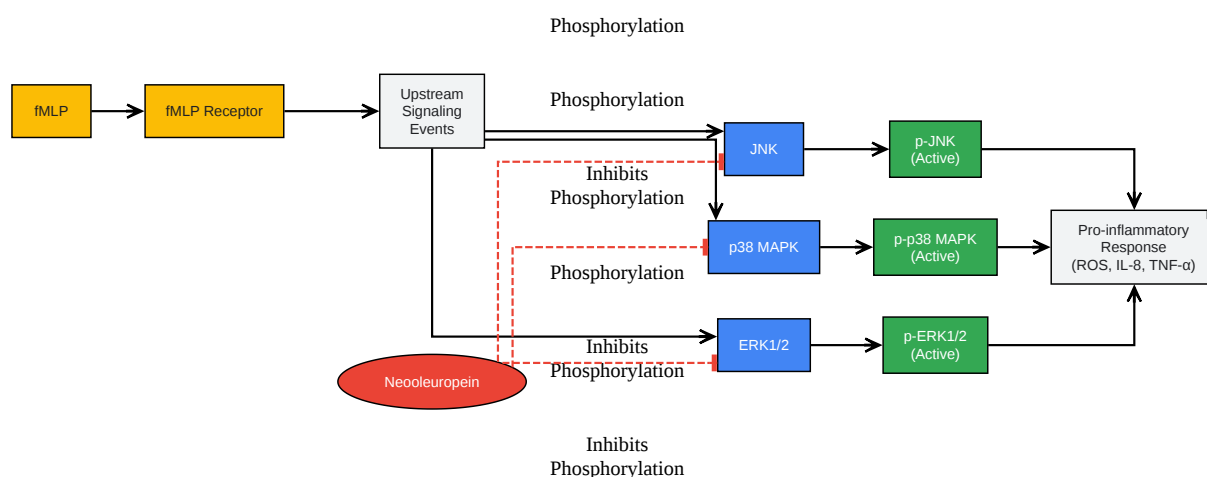 Phosphorylation
fMLP
fMLP Receptor
Upstream
Signaling
Events
Phosphorylation
JNK
p-JNK
(Active)
Inhibits
Phosphorylation
p38 MAPK
p-p38 MAPK
(Active)
Pro-inflammatory
Response
(ROS, IL-8, TNF-α)
Phosphorylation
ERK1/2
p-ERK1/2
(Active)
Inhibits
Phosphorylation
Neooleuropein
Inhibits
Phosphorylation